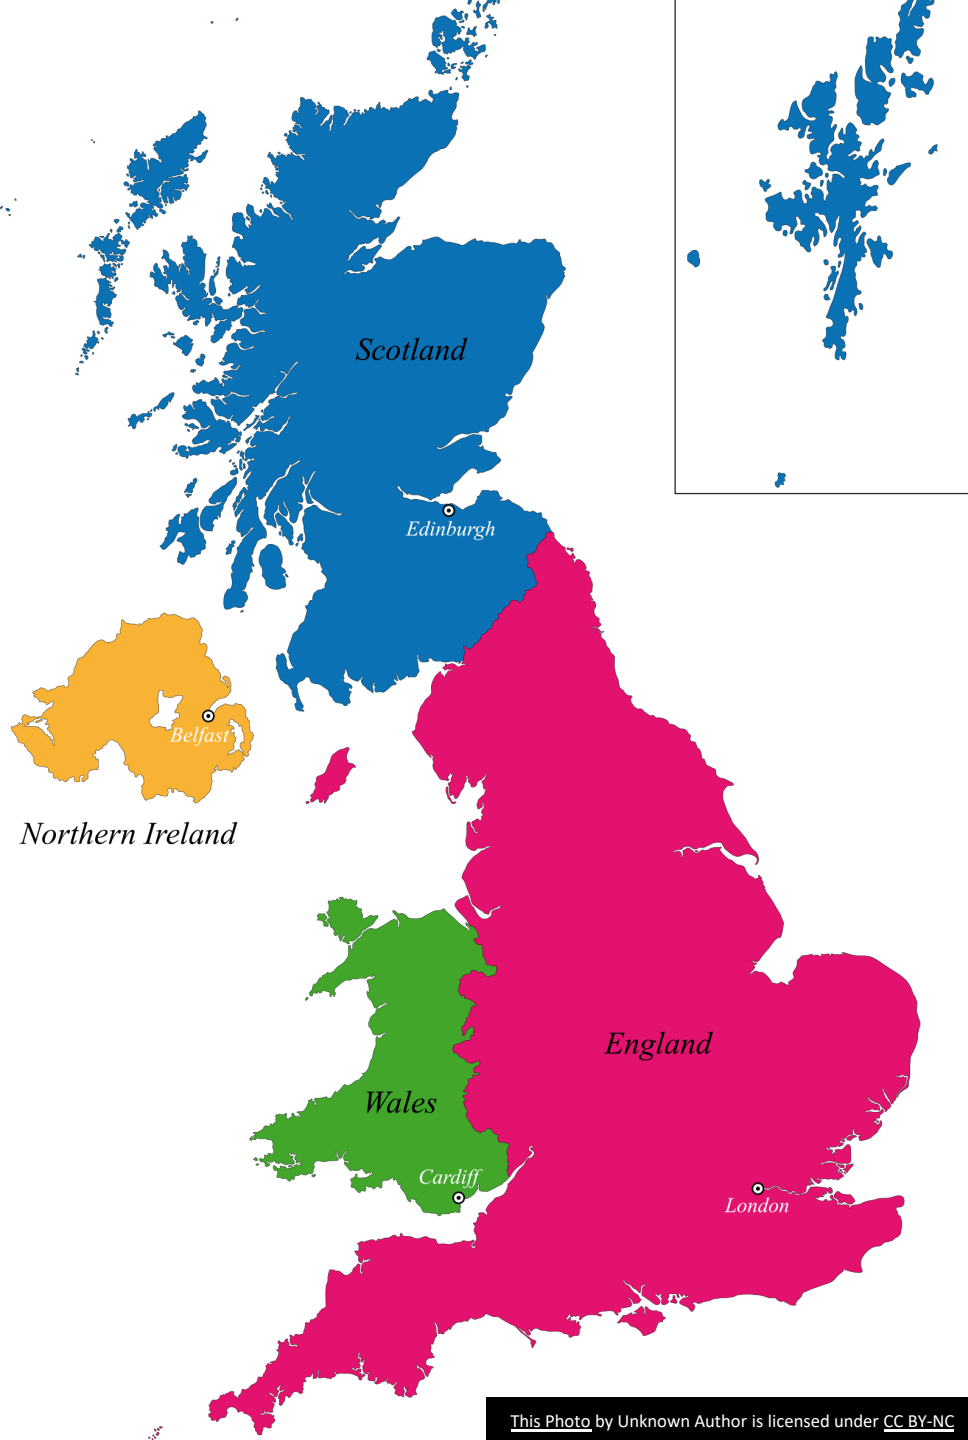 Scotland
Edinburgh
Belfast
Northern Ireland
England
Wales
Cardiff
London
This Photo by Unknown Author is licensed under CC BY-NC